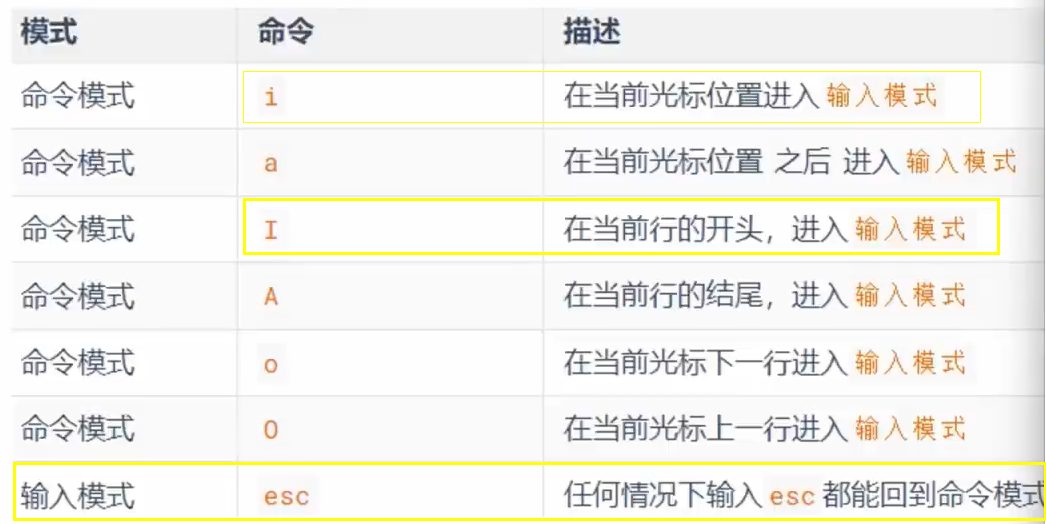 模式 命令 描述
命令模式 i 在当前光标位置进入 输入模式
命令模式 a 在当前光标位置 之后 进入 输入模式
命令模式 I 在当前行的开头，进入 输入模式
命令模式 A 在当前行的结尾，进入 输入模式
命令模式 o 在当前光标下一行进入 输入模式
命令模式 O 在当前光标上一行进入 输入模式
输入模式 esc 任何情况下输入 esc 都能回到命令模式